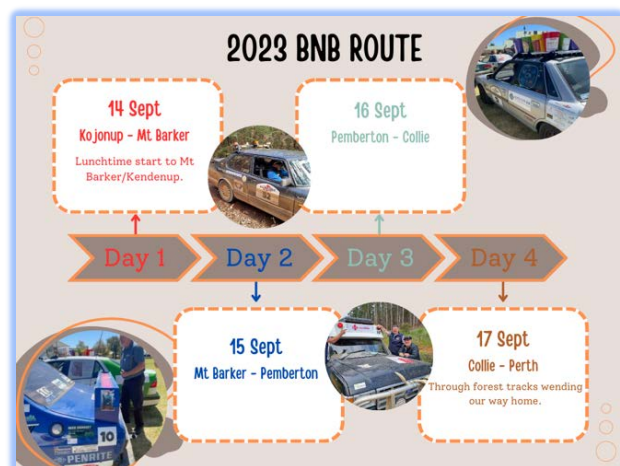 2023 BNB ROUTE
14 Sept
Kojonup - Mt Barker
Lunchtime start to Mt
Barker/Kendenup.
16 Sept
Pemberton - Collie
Day 1
Day 2
Day 3
Day 4
15 Sept
Mt Barker - Pemberton
17 Sept
Collie - Perth
Through forest tracks wending
our way home.
10
PENRITE